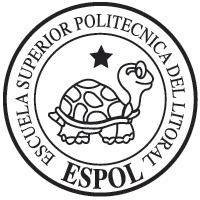 ESCUELA SUPERIOR POLITECNICA DEL LITORAL
ESPOL